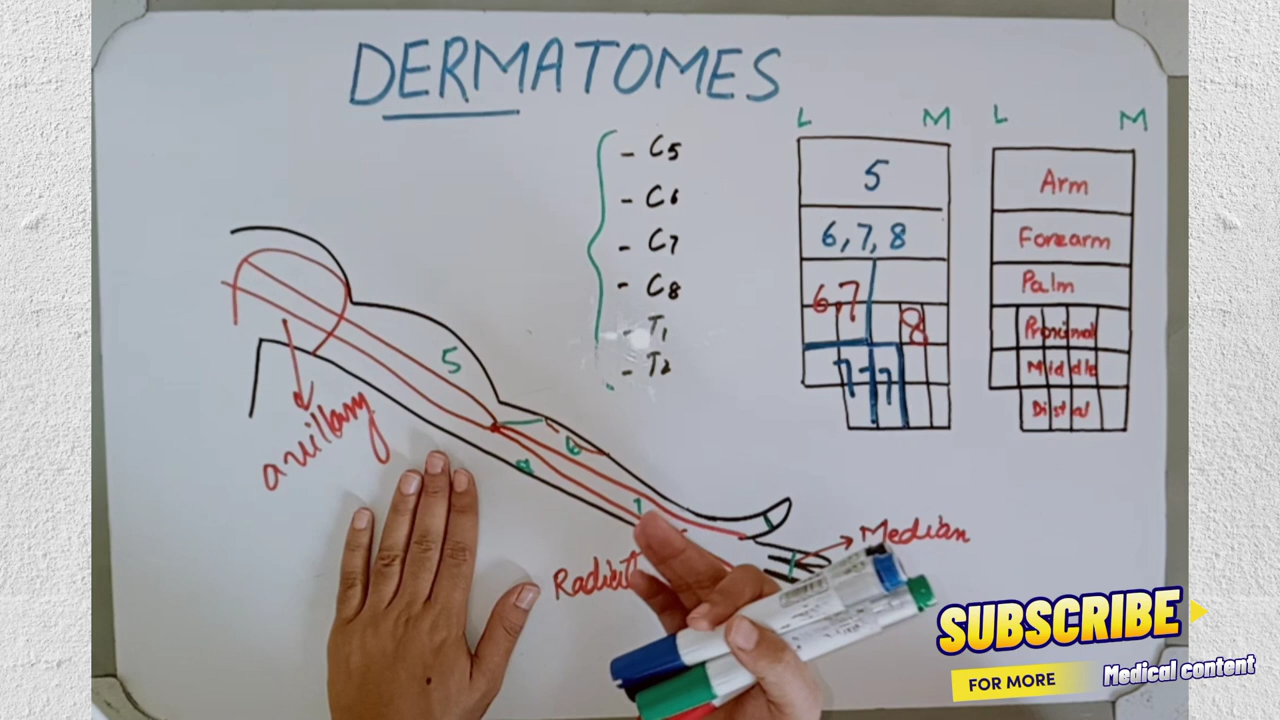 DERMATOMES
- C5
- C6
- C7
- C8
- T1
- T2
L M
5
6,7,8
6,7
8
7 7
L M
Arm
Forearm
Palm
Proximal
Middle
Distal
5
6
axillary
Median
SUBSCRIBE
FOR MORE Medical content